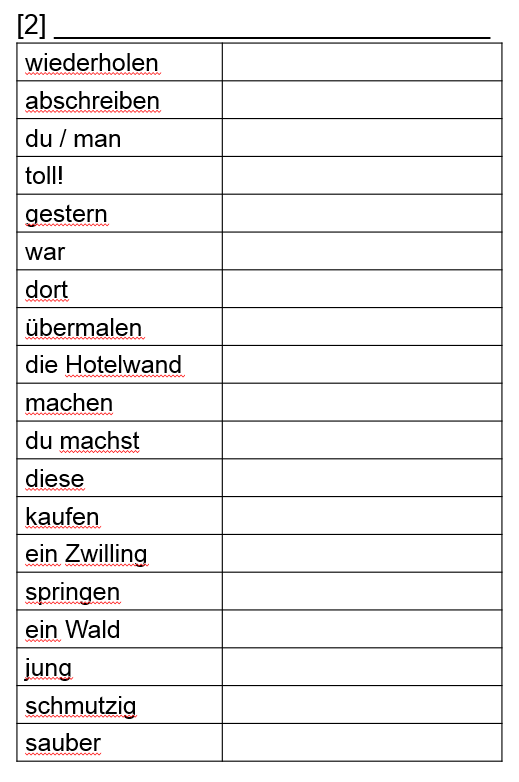 [2] ________________________________
wiederholen
abschreiben
du / man
toll!
gestern
war
dort
übermalen
die Hotelwand
machen
du machst
diese
kaufen
ein Zwilling
springen
ein Wald
jung
schmutzig
sauber